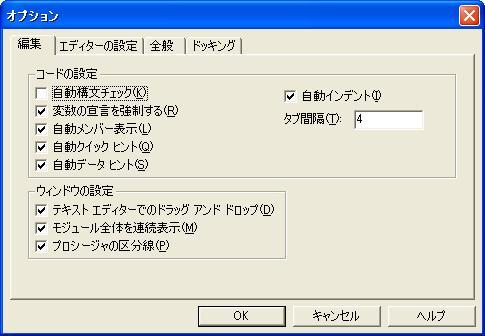 オプション
編集 エディターの設定 全般 ドッキング
コードの設定
自動構文チェック(K)
変数の宣言を強制する(R)
自動メンバー表示(L)
自動クイック ヒント(Q)
自動データ ヒント(S)
自動インデント(I)
タブ間隔(T): 4
ウィンドウの設定
テキスト エディターでのドラッグ アンド ドロップ(D)
モジュール全体を連続表示(M)
プロシージャの区分線(P)
OK キャンセル ヘルプ